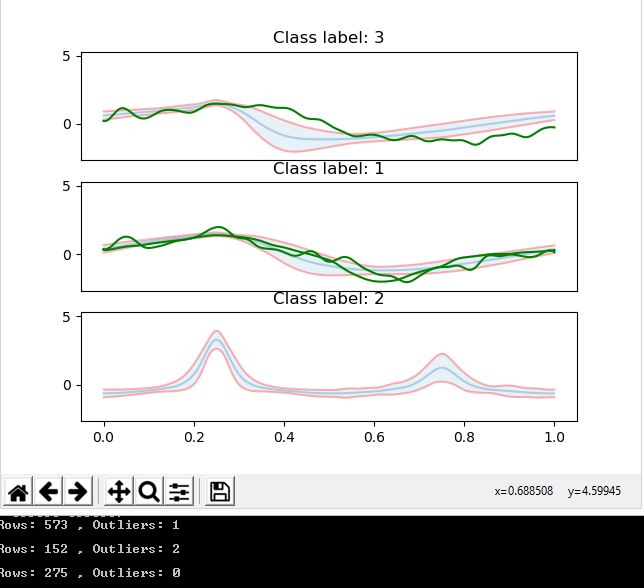 Class label: 3
5
0
Class label: 1
5
0
Class label: 2
5
0
0.0 0.2 0.4 0.6 0.8 1.0
x=0.688508 y=4.59945
Rows: 573 , Outliers: 1
Rows: 152 , Outliers: 2
Rows: 275 , Outliers: 0